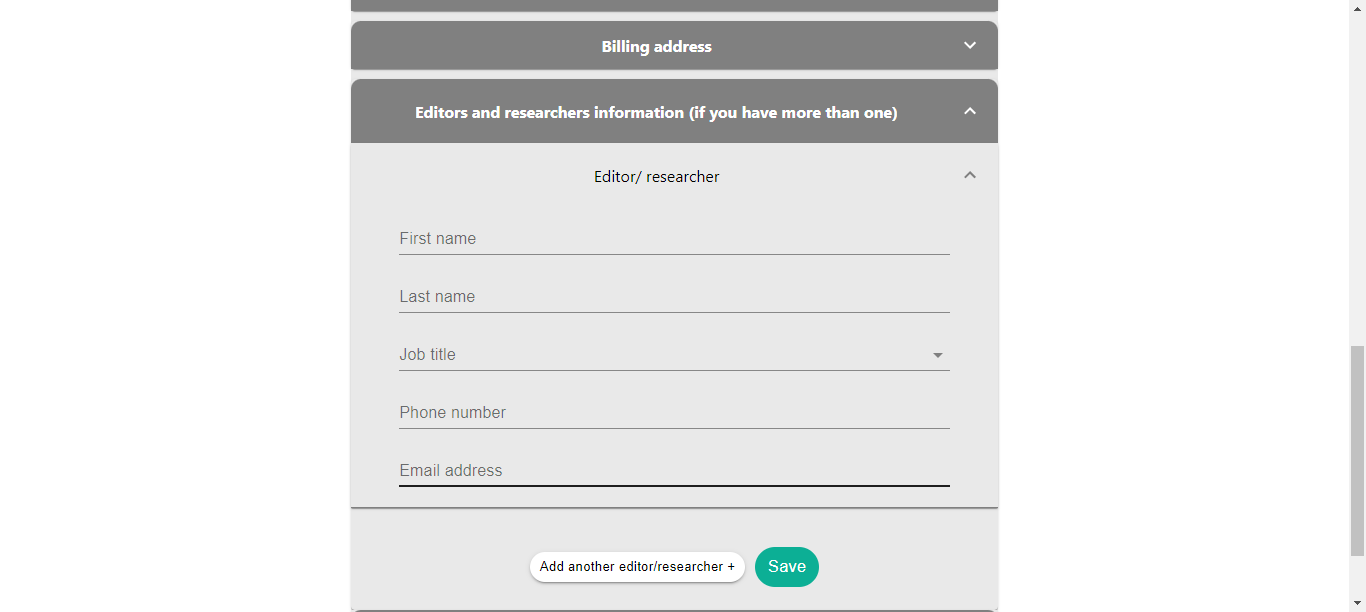 Billing address
Editors and researchers information (if you have more than one)
Editor/ researcher
First name
Last name
Job title
Phone number
Email address
Add another editor/researcher +
Save